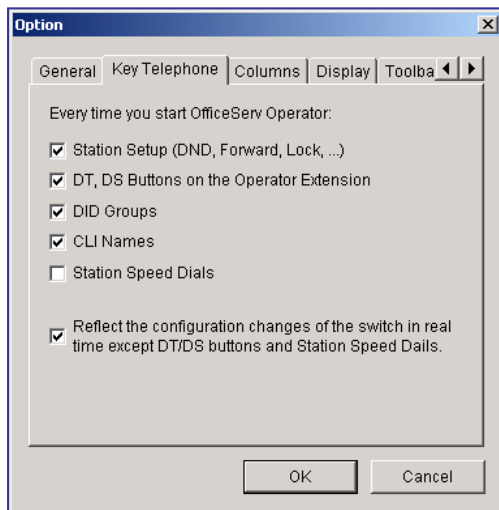 Option
General Key Telephone Columns Display Toolba
Every time you start OfficeServ Operator:
Station Setup (DND, Forward, Lock, ...)
DT, DS Buttons on the Operator Extension
DID Groups
CLI Names
Station Speed Dials
Reflect the configuration changes of the switch in real
time except DT/DS buttons and Station Speed Dails.
OK Cancel